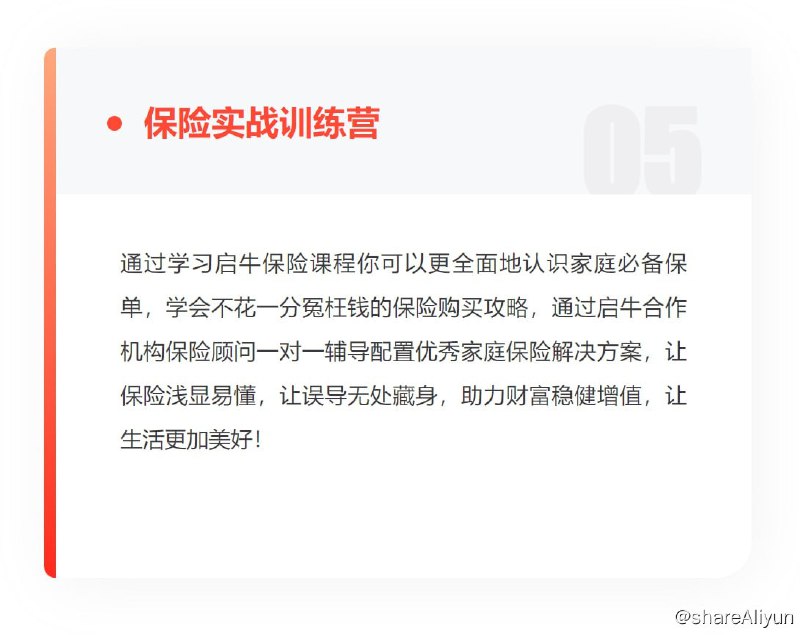 保险实战训练营
05
通过学习启牛保险课程你可以更全面地认识家庭必备保
单，学会不花一分冤枉钱的保险购买攻略，通过启牛合作
机构保险顾问一对一辅导配置优秀家庭保险解决方案，让
保险浅显易懂，让误导无处藏身，助力财富稳健增值，让
生活更加美好！
@shareAliyun